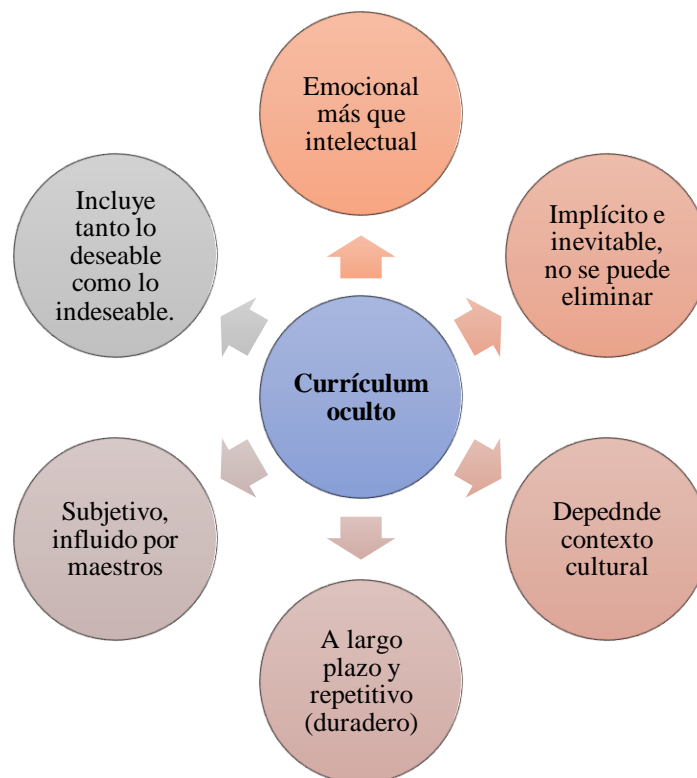 Emocional
más que
intelectual
Implícito e
inevitable,
no se puede
eliminar
Depednde
contexto
cultural
A largo
plazo y
repetitivo
(duradero)
Subjetivo,
influido por
maestros
Incluye
tanto lo
deseable
como lo
indeseable.
Currículum
oculto